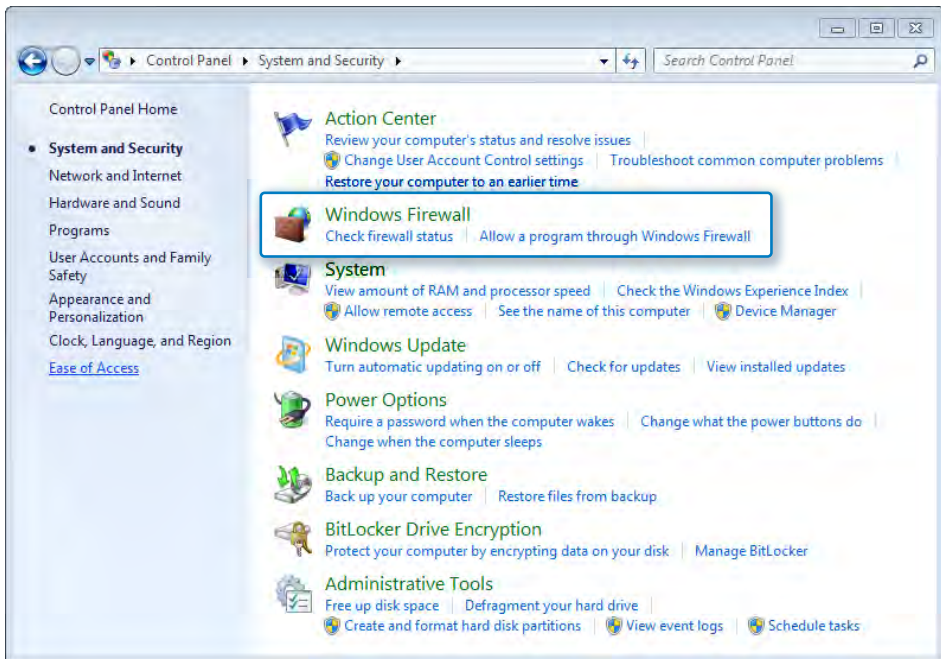 Control Panel System and Security Search Control Panel
Control Panel Home
System and Security
Network and Internet
Hardware and Sound
Programs
User Accounts and Family
Safety
Appearance and
Personalization
Clock, Language, and Region
Ease of Access
Action Center
Review your computer's status and resolve issues
Change User Account Control settings Troubleshoot common computer problems
Restore your computer to an earlier time
Windows Firewall
Check firewall status Allow a program through Windows Firewall
System
View amount of RAM and processor speed Check the Windows Experience Index
Allow remote access See the name of this computer Device Manager
Windows Update
Turn automatic updating on or off Check for updates View installed updates
Power Options
Require a password when the computer wakes Change what the power buttons do
Change when the computer sleeps
Backup and Restore
Back up your computer Restore files from backup
BitLocker Drive Encryption
Protect your computer by encrypting data on your disk Manage BitLocker
Administrative Tools
Free up disk space Defragment your hard drive
Create and format hard disk partitions View event logs Schedule tasks